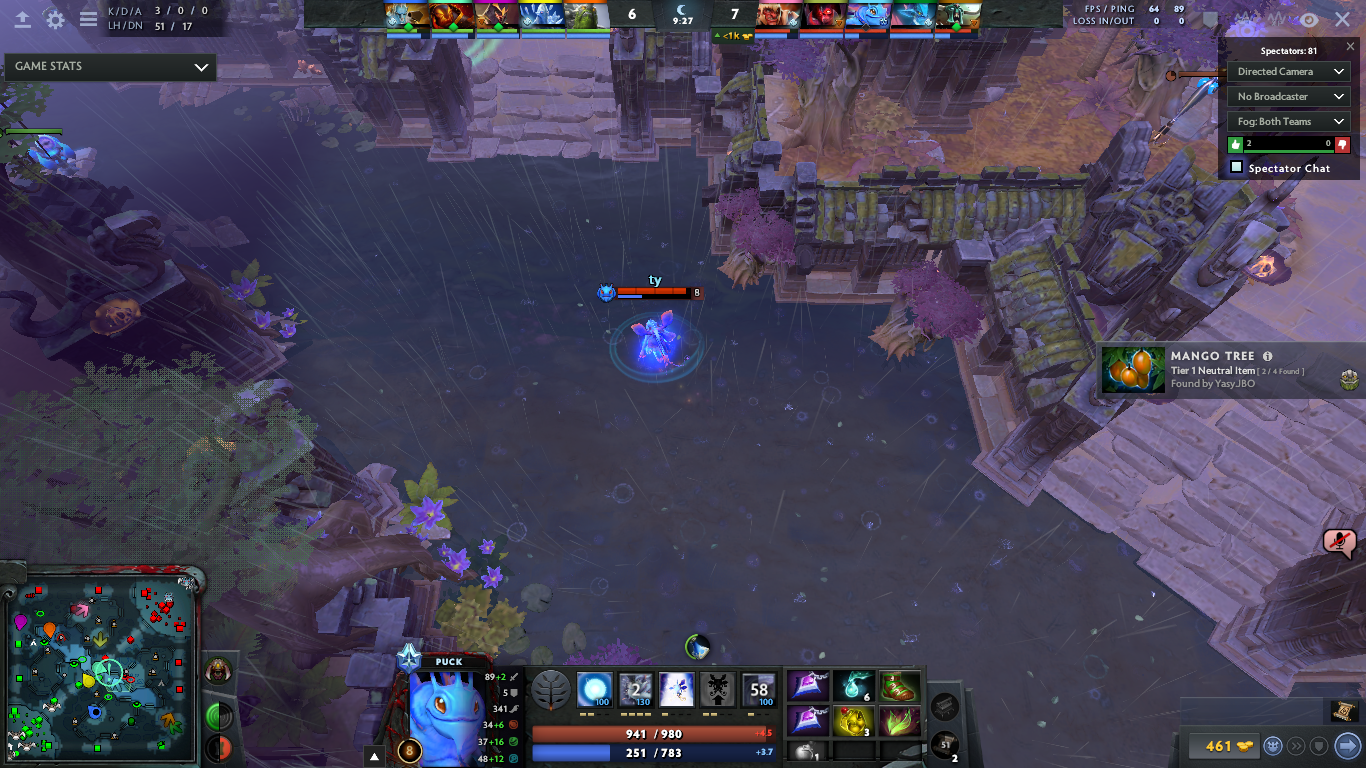 K/D/A 3 / 0 / 0
LH/DN 51 / 17
6
9:27
7
<1k
FPS / PING 64 89
LOSS IN/OUT 0 0
GAME STATS
Spectators: 81
Directed Camera
No Broadcaster
Fog: Both Teams
2 0
Spectator Chat
ty
8
MANGO TREE
Tier 1 Neutral Item [ 2 / 4 Found ]
Found by YasyJBO
PUCK
89+2
5
341
34+6
37+16
48+12
8
100
2
130
58
100
941 / 980 +4.5
251 / 783 +3.7
6
3
1
51
2
461